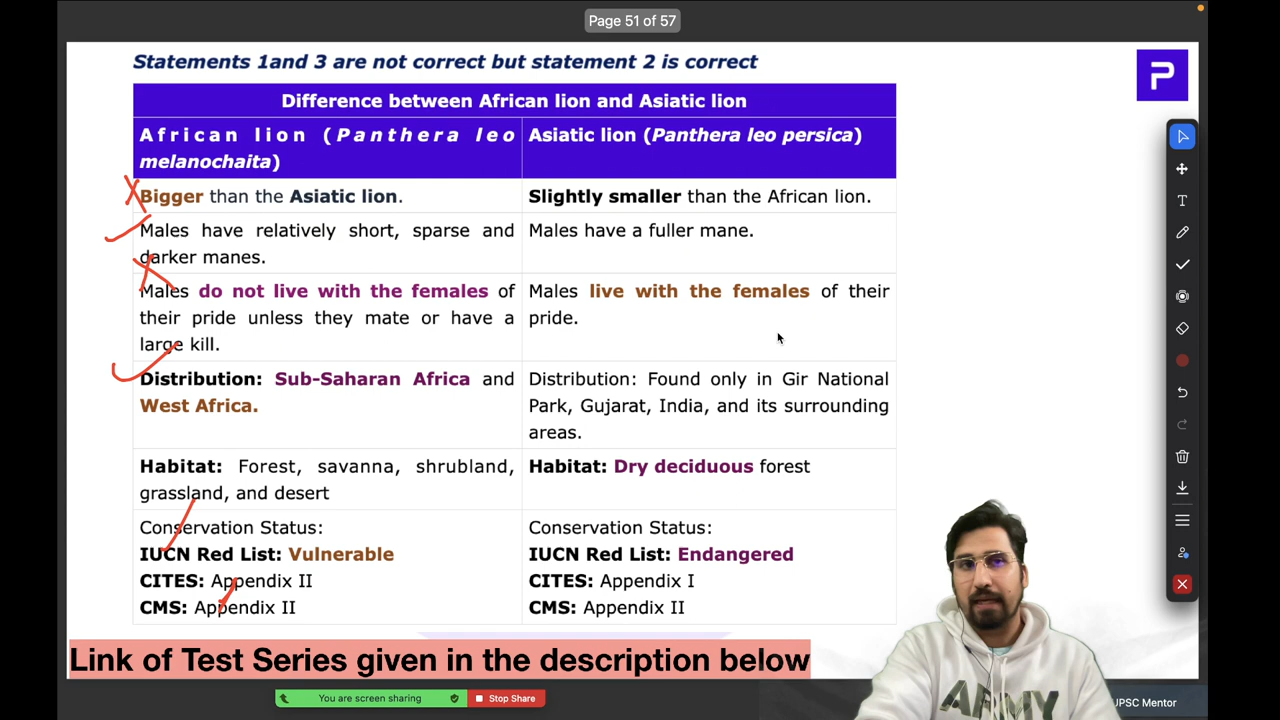 Page 51 of 57
Statements 1and 3 are not correct but statement 2 is correct
P
Difference between African lion and Asiatic lion
African lion (Panthera leo
melanochaita)
Asiatic lion (Panthera leo persica)
Bigger than the Asiatic lion.
Slightly smaller than the African lion.
Males have relatively short, sparse and
darker manes.
Males have a fuller mane.
Males do not live with the females of
their pride unless they mate or have a
large kill.
Males live with the females of their
pride.
Distribution: Sub-Saharan Africa and
West Africa.
Distribution: Found only in Gir National
Park, Gujarat, India, and its surrounding
areas.
Habitat: Forest, savanna, shrubland,
grassland, and desert
Habitat: Dry deciduous forest
Conservation Status:
IUCN Red List: Vulnerable
CITES: Appendix II
CMS: Appendix II
Conservation Status:
IUCN Red List: Endangered
CITES: Appendix I
CMS: Appendix II
T
Link of Test Series given in the description below
You are screen sharing
Stop Share
ARMY
UPSC Mentor